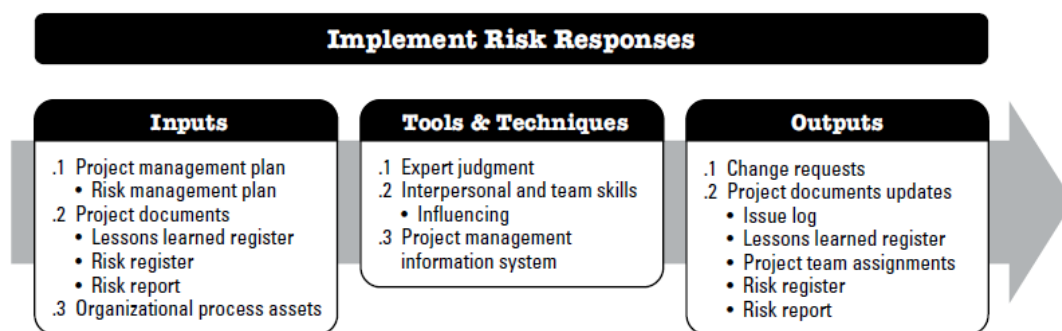 Implement Risk Responses
Inputs
.1 Project management plan
• Risk management plan
.2 Project documents
• Lessons learned register
• Risk register
• Risk report
.3 Organizational process assets
Tools & Techniques
.1 Expert judgment
.2 Interpersonal and team skills
• Influencing
.3 Project management
information system
Outputs
.1 Change requests
.2 Project documents updates
• Issue log
• Lessons learned register
• Project team assignments
• Risk register
• Risk report